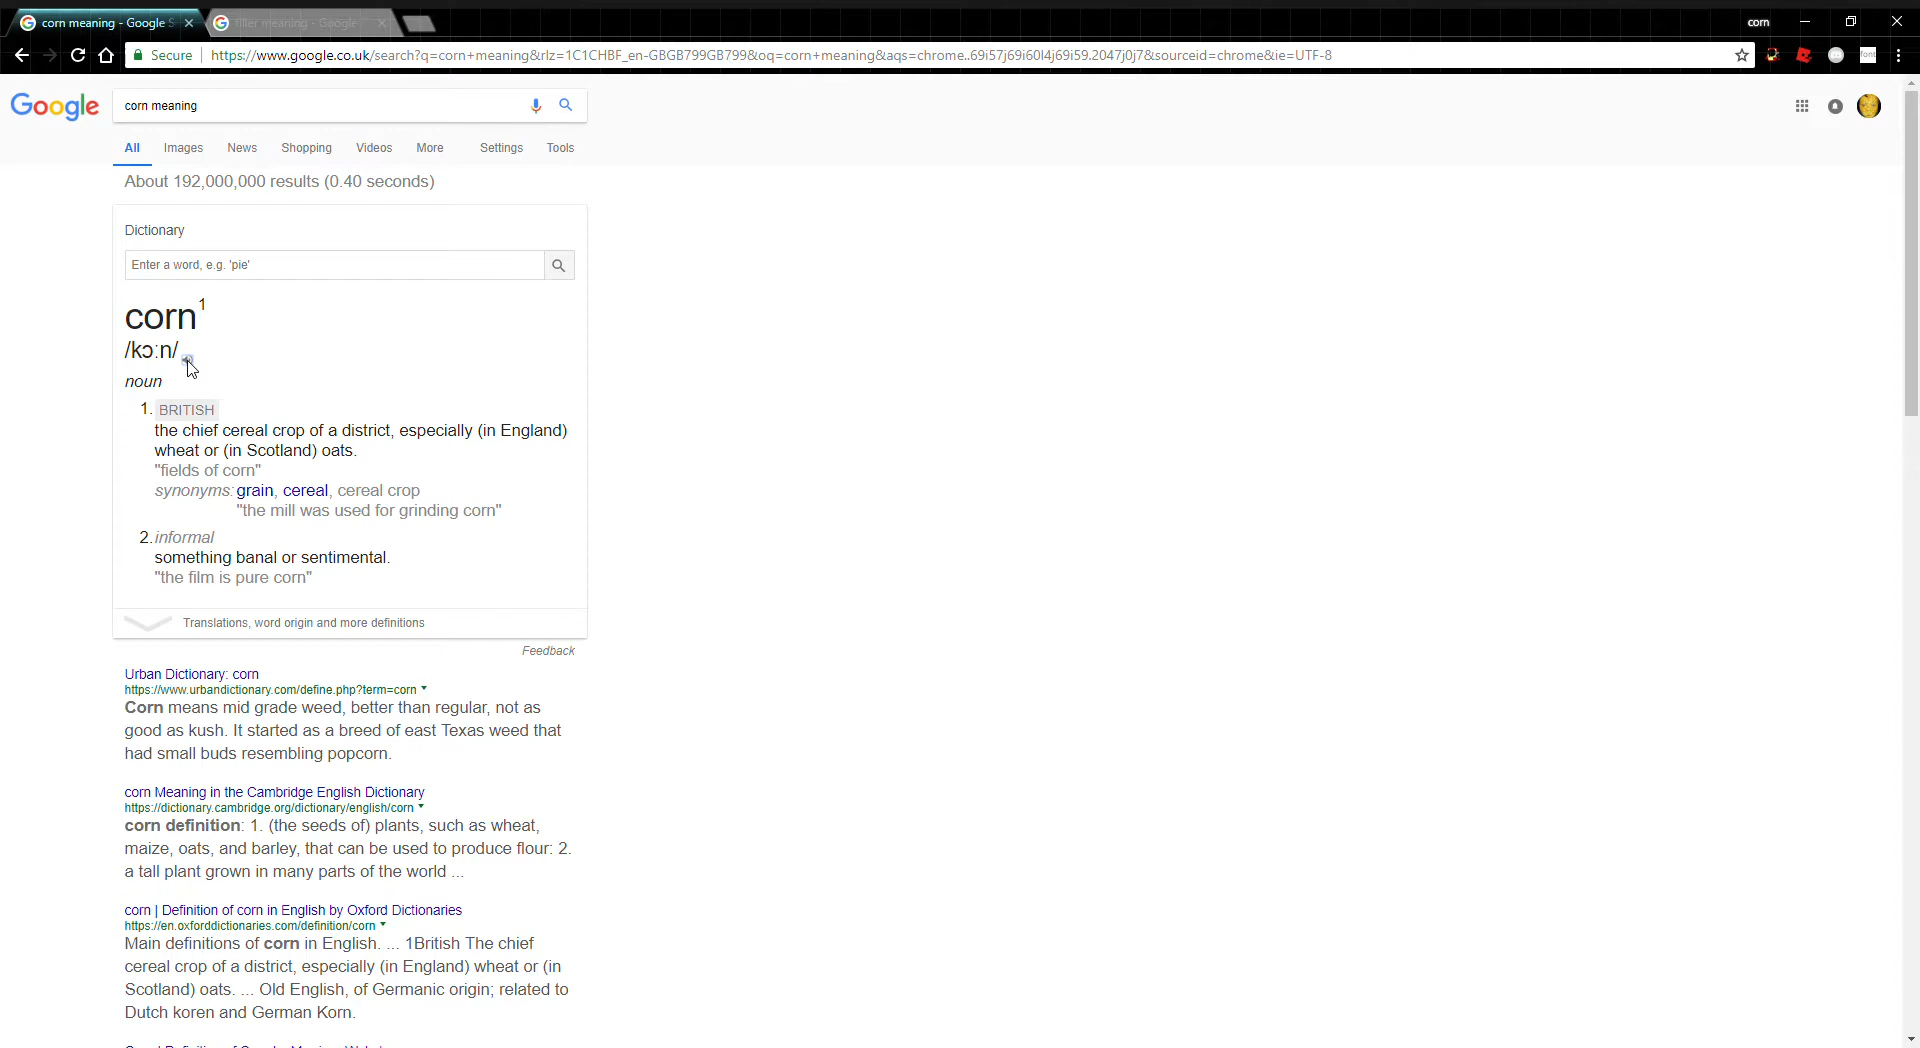 corn meaning - Google S
filler meaning - Google
corn
Secure
https://www.google.co.uk/search?q=corn+meaning&rlz=1C1CHBF_en-GBGB799GB799&oq=corn+meaning&aqs=chrome..69i57j69i60l4j69i59.2047j0j7&sourceid=chrome&ie=UTF-8
font
Google
corn meaning
All Images News Shopping Videos More Settings Tools
About 192,000,000 results (0.40 seconds)
Dictionary
Enter a word, e.g. 'pie'
corn¹
/kɔːn/
noun
1. BRITISH
the chief cereal crop of a district, especially (in England)
wheat or (in Scotland) oats.
"fields of corn"
synonyms: grain, cereal, cereal crop
"the mill was used for grinding corn"
2. informal
something banal or sentimental.
"the film is pure corn"
Translations, word origin and more definitions
Feedback
Urban Dictionary: corn
https://www.urbandictionary.com/define.php?term=corn
Corn means mid grade weed, better than regular, not as
good as kush. It started as a breed of east Texas weed that
had small buds resembling popcorn.
corn Meaning in the Cambridge English Dictionary
https://dictionary.cambridge.org/dictionary/english/corn
corn definition: 1. (the seeds of) plants, such as wheat,
maize, oats, and barley, that can be used to produce flour: 2.
a tall plant grown in many parts of the world ...
corn | Definition of corn in English by Oxford Dictionaries
https://en.oxforddictionaries.com/definition/corn
Main definitions of corn in English. ... 1British The chief
cereal crop of a district, especially (in England) wheat or (in
Scotland) oats. ... Old English, of Germanic origin; related to
Dutch koren and German Korn.